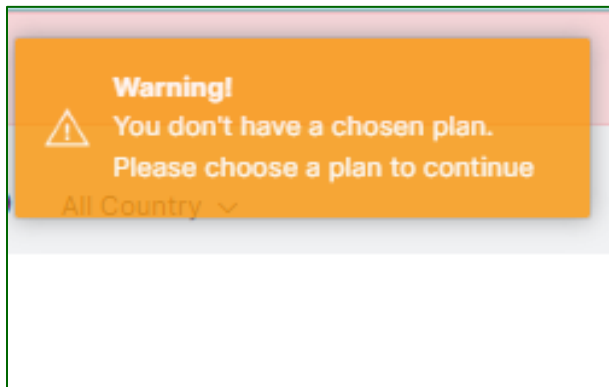 Warning!
You don't have a chosen plan.
Please choose a plan to continue
All Country